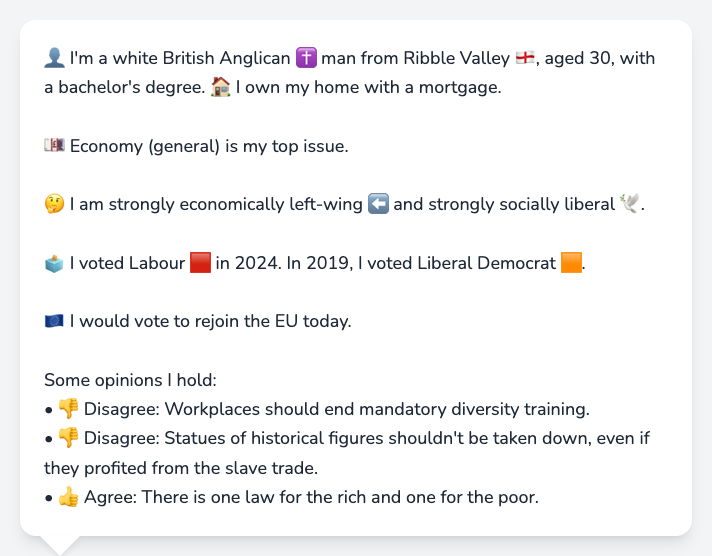 👤 I'm a white British Anglican ✝️ man from Ribble Valley 🏴󠁧󠁢󠁥󠁮󠁧󠁿, aged 30, with
a bachelor's degree. 🏠 I own my home with a mortgage.
💷 Economy (general) is my top issue.
🤔 I am strongly economically left-wing ⬅️ and strongly socially liberal 🕊️.
🗳️ I voted Labour 🟥 in 2024. In 2019, I voted Liberal Democrat 🟧.
🇪🇺 I would vote to rejoin the EU today.
Some opinions I hold:
• 👎 Disagree: Workplaces should end mandatory diversity training.
• 👎 Disagree: Statues of historical figures shouldn't be taken down, even if
they profited from the slave trade.
• 👍 Agree: There is one law for the rich and one for the poor.